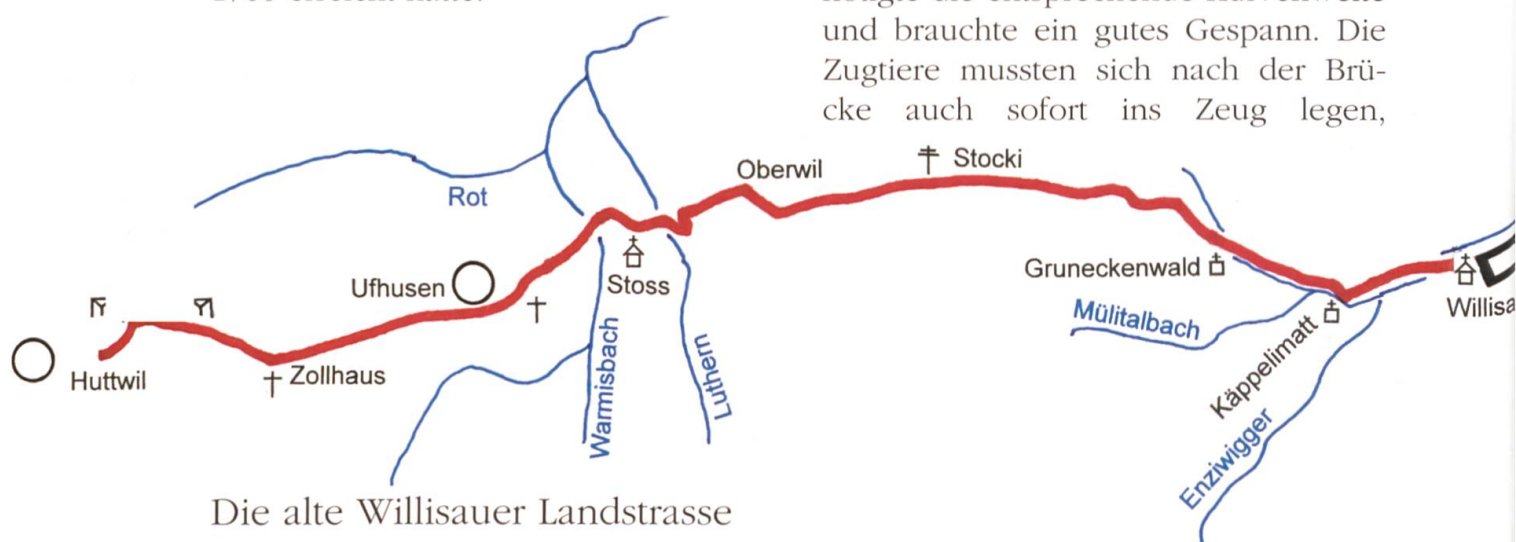 und brauchte ein gutes Gespann. Die
Zugtiere mussten sich nach der Brü-
cke auch sofort ins Zeug legen,
Oberwil
Stocki
Rot
Gruneckenwald
Ufhusen
Stoss
Mülitalbach
Willisa
Huttwil
Zollhaus
Warmisbach
Luthern
Käppelimatt
Enziwigger
Die alte Willisauer Landstrasse